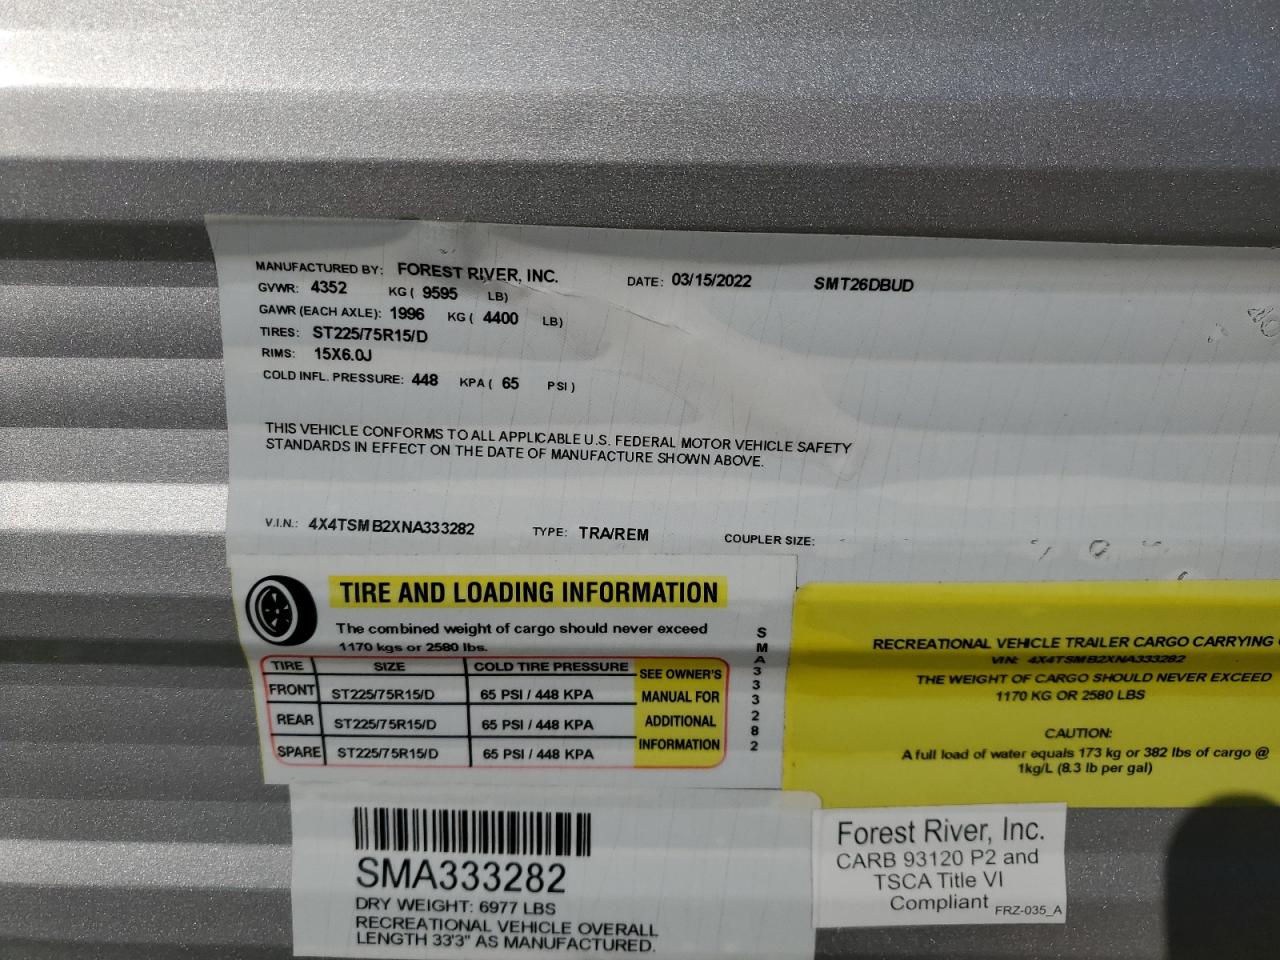 MANUFACTURED BY: FOREST RIVER, INC. DATE: 03/15/2022 SMT26DBUD
GVWR: 4352 KG ( 9595 LB)
GAWR (EACH AXLE): 1996 KG ( 4400 LB)
TIRES: ST225/75R15/D
RIMS: 15X6.0J
COLD INFL. PRESSURE: 448 KPA ( 65 PSI )
THIS VEHICLE CONFORMS TO ALL APPLICABLE U.S. FEDERAL MOTOR VEHICLE SAFETY
STANDARDS IN EFFECT ON THE DATE OF MANUFACTURE SHOWN ABOVE.
V.I.N.: 4X4TSMB2XNA333282 TYPE: TRA/REM COUPLER SIZE:
TIRE AND LOADING INFORMATION
The combined weight of cargo should never exceed
1170 kgs or 2580 lbs.
TIRE SIZE COLD TIRE PRESSURE
FRONT ST225/75R15/D 65 PSI / 448 KPA
REAR ST225/75R15/D 65 PSI / 448 KPA
SPARE ST225/75R15/D 65 PSI / 448 KPA
SEE OWNER'S
MANUAL FOR
ADDITIONAL
INFORMATION
SMA333282
RECREATIONAL VEHICLE TRAILER CARGO CARRYING
VIN: 4X4TSMB2XNA333282
THE WEIGHT OF CARGO SHOULD NEVER EXCEED
1170 KG OR 2580 LBS
CAUTION:
A full load of water equals 173 kg or 382 lbs of cargo @
1kg/L (8.3 lb per gal)
SMA333282
DRY WEIGHT: 6977 LBS
RECREATIONAL VEHICLE OVERALL
LENGTH 33'3" AS MANUFACTURED.
Forest River, Inc.
CARB 93120 P2 and
TSCA Title VI
Compliant FRZ-035_A